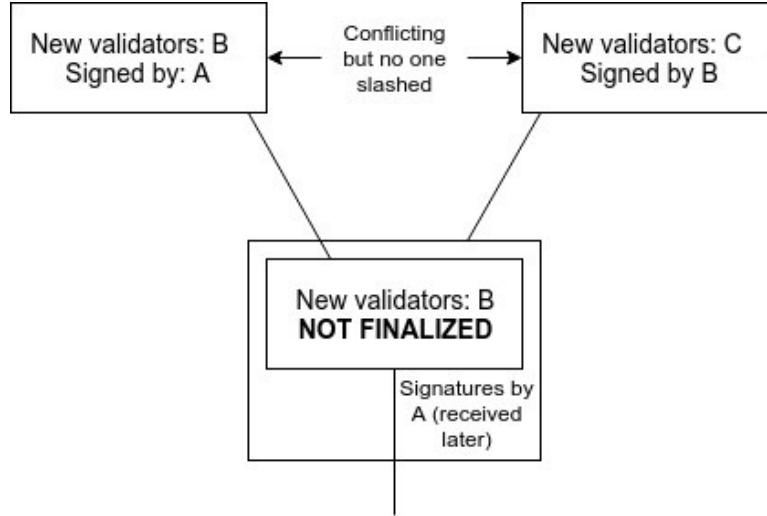 New validators: B
Signed by: A
Conflicting
but no one
slashed
New validators: C
Signed by B
New validators: B
NOT FINALIZED
Signatures by
A (received
later)